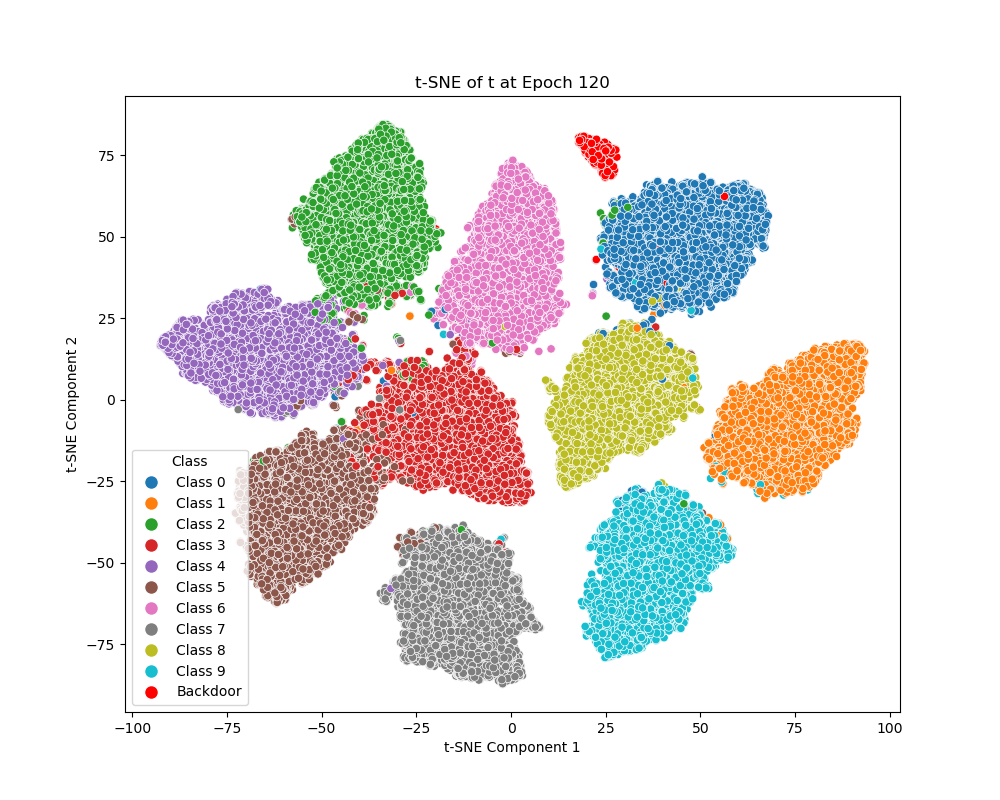 t-SNE of t at Epoch 120
t-SNE Component 2
75
50
25
0
−25
−50
−75
Class
Class 0
Class 1
Class 2
Class 3
Class 4
Class 5
Class 6
Class 7
Class 8
Class 9
Backdoor
−100 −75 −50 −25 0 25 50 75 100
t-SNE Component 1